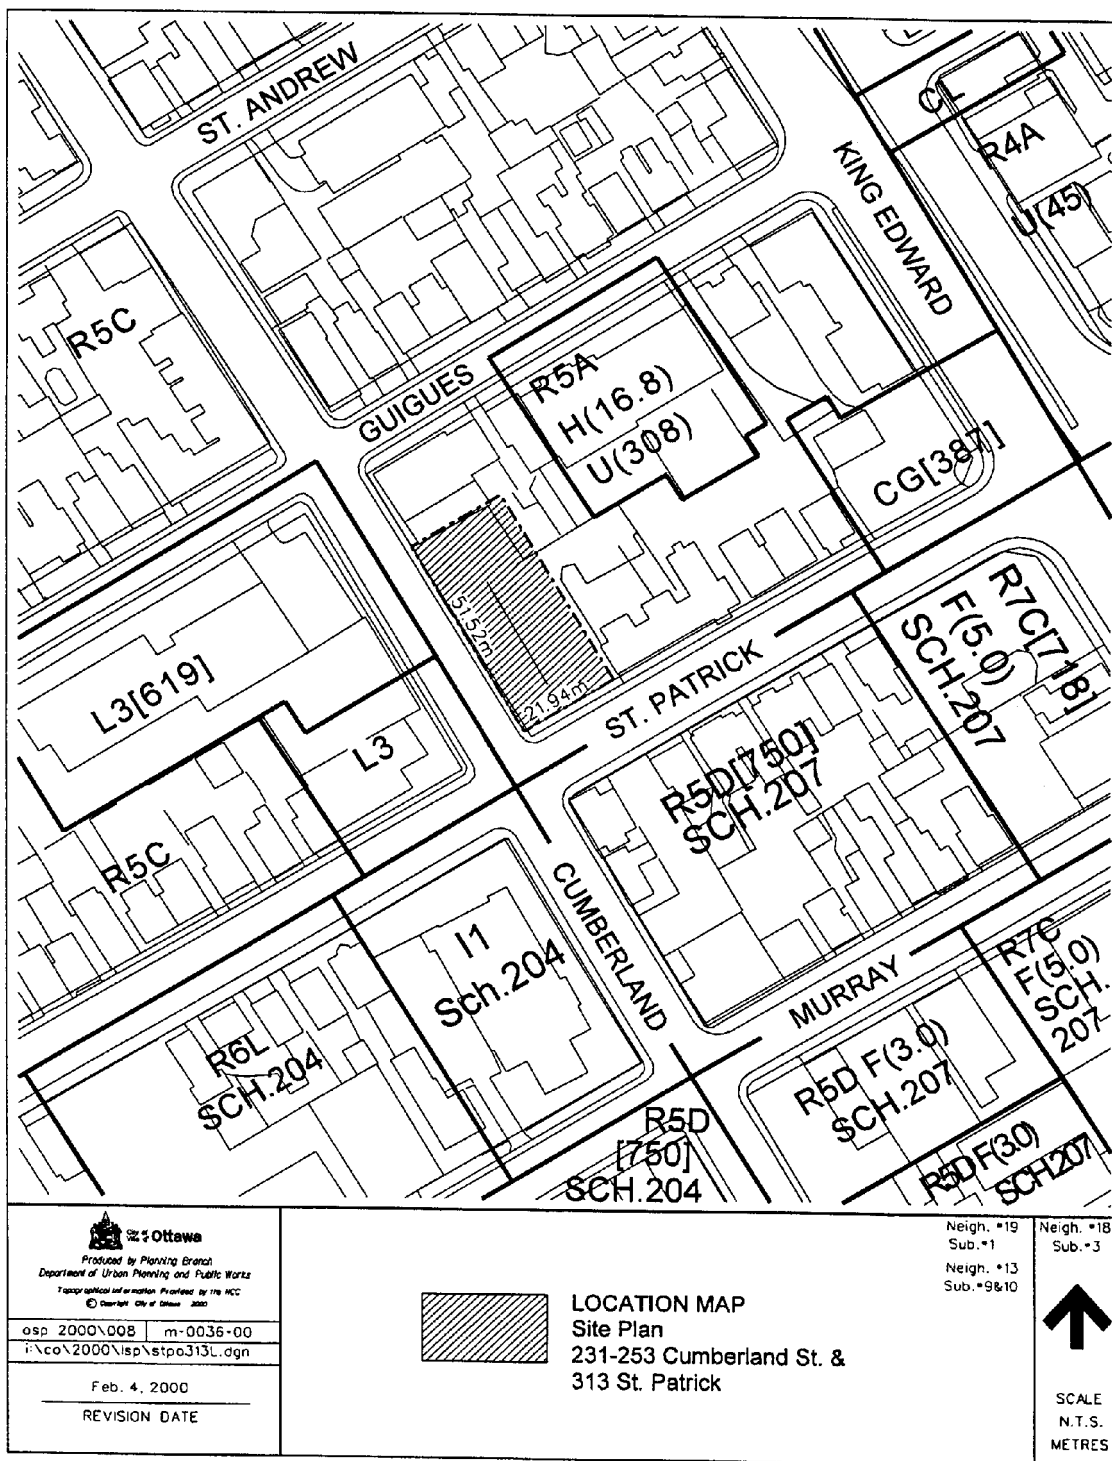 ST. ANDREW
KING EDWARD
CL
R4A
U(45)
R5C
GUIGUES
R5A
H(16.8)
U(308)
CG[387]
51.52m
21.94m
ST. PATRICK
R7C[718]
F(5.0)
SCH.207
L3[619]
L3
R5D[750]
SCH.207
R5C
CUMBERLAND
I1
Sch.204
MURRAY
R7C
F(5.0)
SCH.
207
R6L
SCH.204
R5D F(3.0)
SCH.207
R5D
[750]
SCH.204
R5D F(3.0)
SCH207
Ottawa
Produced by Planning Branch
Department of Urban Planning and Public Works
Topographical information Provided by the NCC
© Copyright City of Ottawa 2000
osp 2000\008 m-0036-00
i:\co\2000\lsp\stpa313L.dgn
Feb. 4, 2000
REVISION DATE
LOCATION MAP
Site Plan
231-253 Cumberland St. &
313 St. Patrick
Neigh. #19
Sub.#1
Neigh. #13
Sub.#9&10
Neigh. #18
Sub.#3
SCALE
N.T.S.
METRES